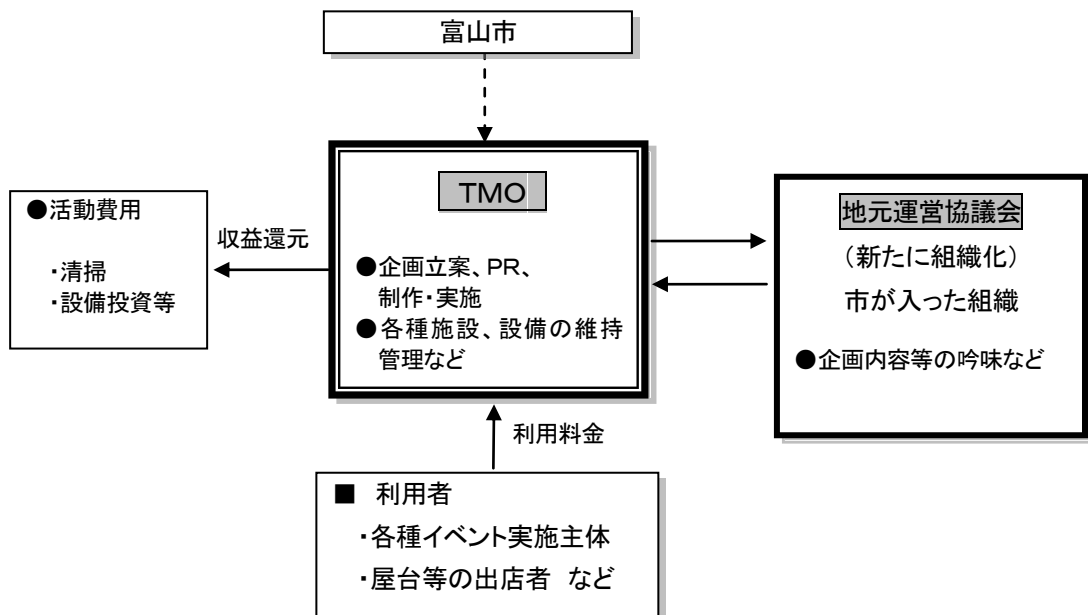 富山市
TMO
●企画立案、PR、
制作・実施
●各種施設、設備の維持
管理など
収益還元
●活動費用
・清掃
・設備投資等
地元運営協議会
（新たに組織化）
市が入った組織
●企画内容等の吟味など
利用料金
■ 利用者
・各種イベント実施主体
・屋台等の出店者 など